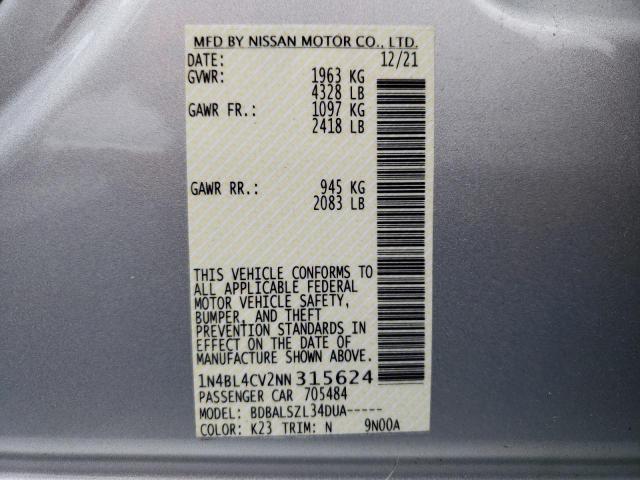 MFD BY NISSAN MOTOR CO., LTD.
DATE: 12/21
GVWR: 1963 KG
4328 LB
GAWR FR.: 1097 KG
2418 LB
GAWR RR.: 945 KG
2083 LB
THIS VEHICLE CONFORMS TO
ALL APPLICABLE FEDERAL
MOTOR VEHICLE SAFETY,
BUMPER, AND THEFT
PREVENTION STANDARDS IN
EFFECT ON THE DATE OF
MANUFACTURE SHOWN ABOVE.
1N4BL4CV2NN315624
PASSENGER CAR 705484
MODEL: BDBALSZL34DUA-----
COLOR: K23 TRIM: N 9N00A